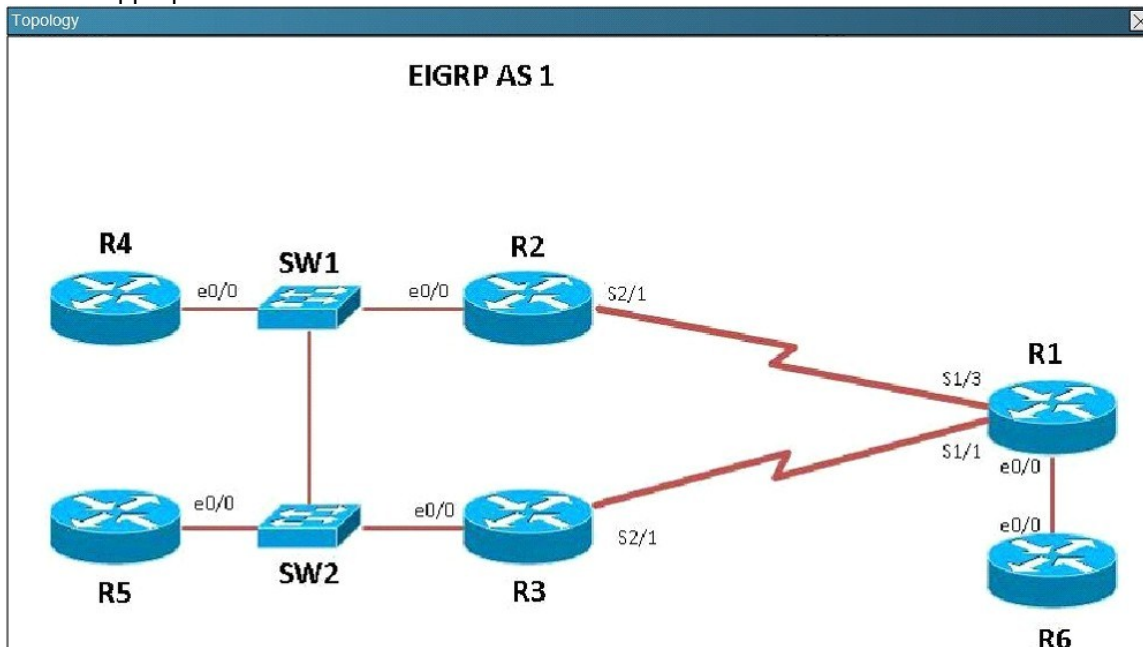 Topology
EIGRP AS 1
R4
SW1
R2
e0/0
e0/0
S2/1
R1
S1/3
S1/1
e0/0
e0/0
e0/0
S2/1
e0/0
R5
SW2
R3
R6